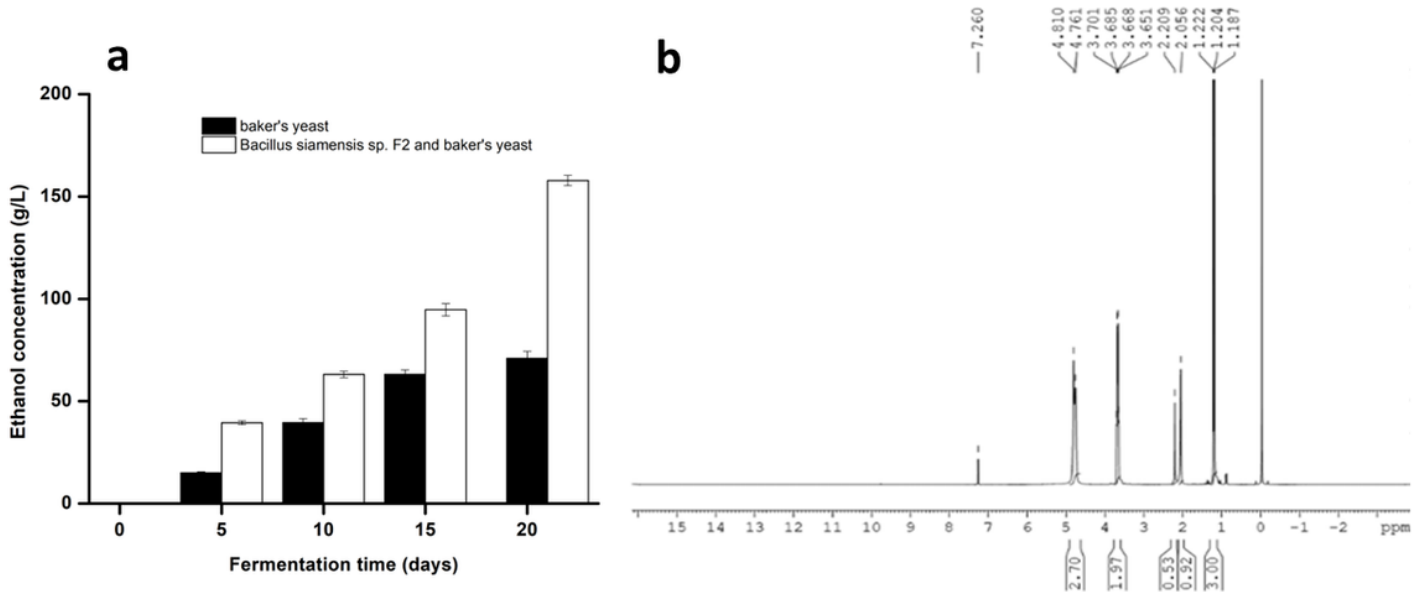 a
200
150
100
50
0
Ethanol concentration (g/L)
baker's yeast
Bacillus siamensis sp. F2 and baker's yeast
0 5 10 15 20
Fermentation time (days)
b
7.260
4.810
4.761
3.701
3.685
3.668
3.651
2.209
2.056
1.222
1.204
1.187
15 14 13 12 11 10 9 8 7 6 5 4 3 2 1 0 -1 -2 ppm
2.70
1.97
0.53
0.92
3.00